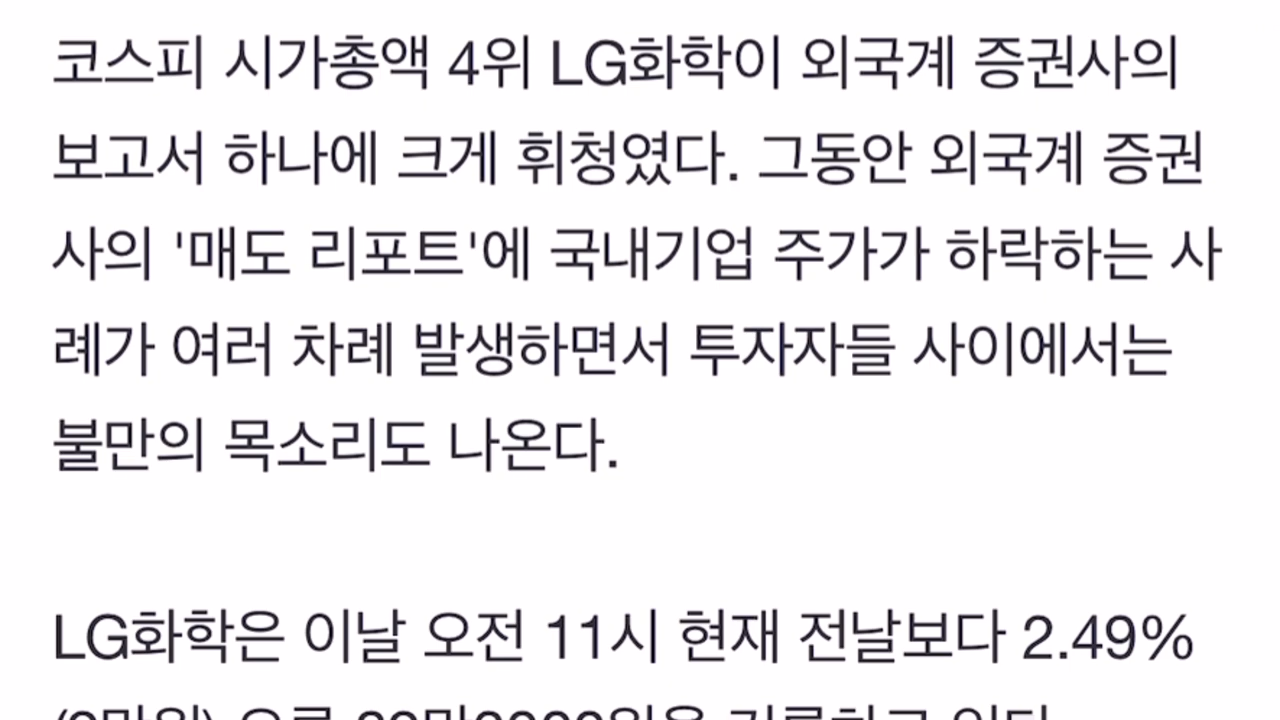 코스피 시가총액 4위 LG화학이 외국계 증권사의
보고서 하나에 크게 휘청였다. 그동안 외국계 증권
사의 '매도 리포트'에 국내기업 주가가 하락하는 사
례가 여러 차례 발생하면서 투자자들 사이에서는
불만의 목소리도 나온다.
LG화학은 이날 오전 11시 현재 전날보다 2.49%